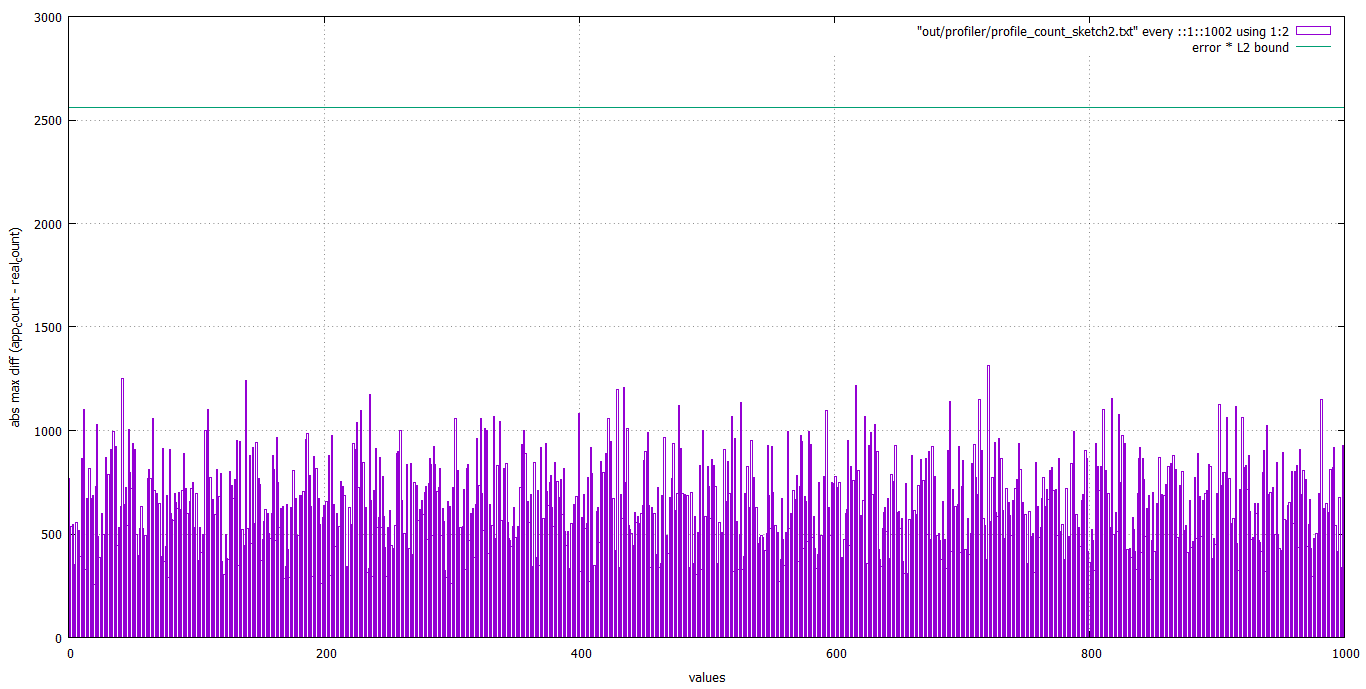 3000
2500
2000
1500
1000
500
0
0 200 400 600 800 1000
values
abs max diff (app_count - real_count)
"out/profiler/profile_count_sketch2.txt" every ::1::1002 using 1:2
error * L2 bound